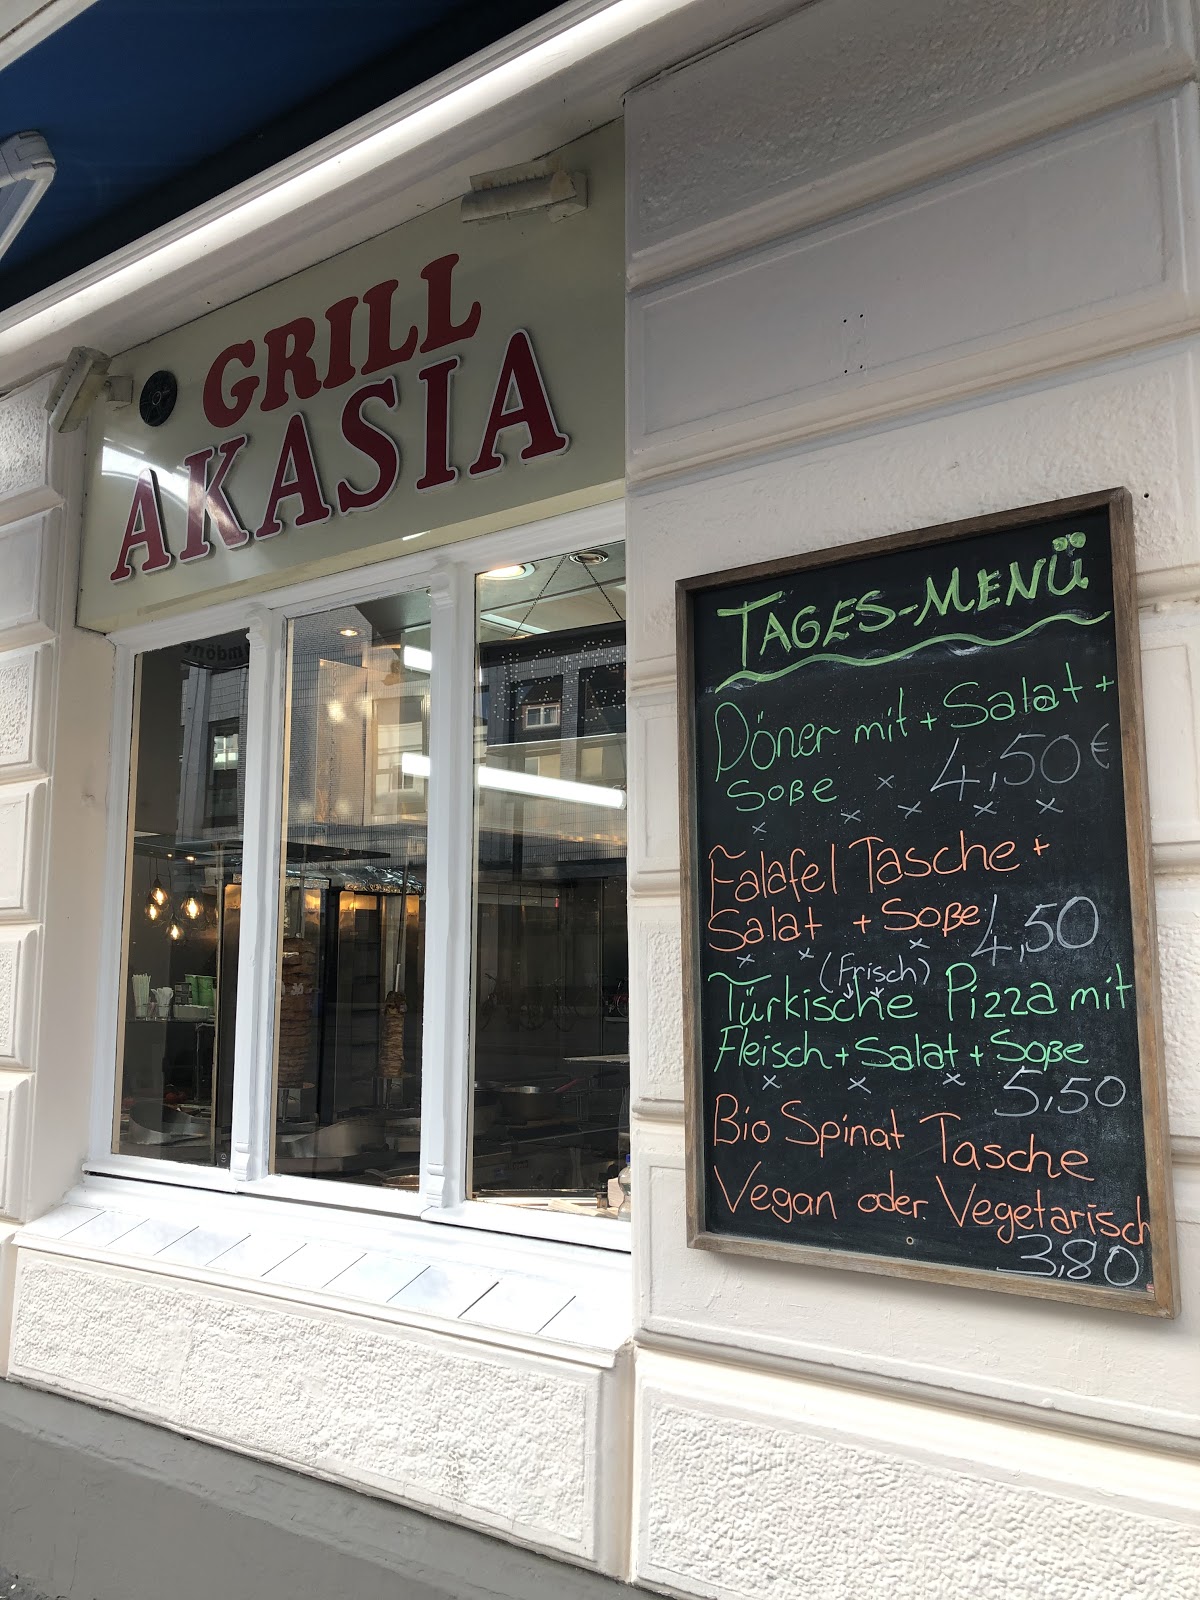 GRILL
AKASIA
TAGES-MENÜ
Döner mit + Salat +
Soße 4,50€
Falafel Tasche +
Salat + Soße 4,50
(Frisch)
Türkische Pizza mit
Fleisch + Salat + Soße
5,50
Bio Spinat Tasche
Vegan oder Vegetarisch
3,80